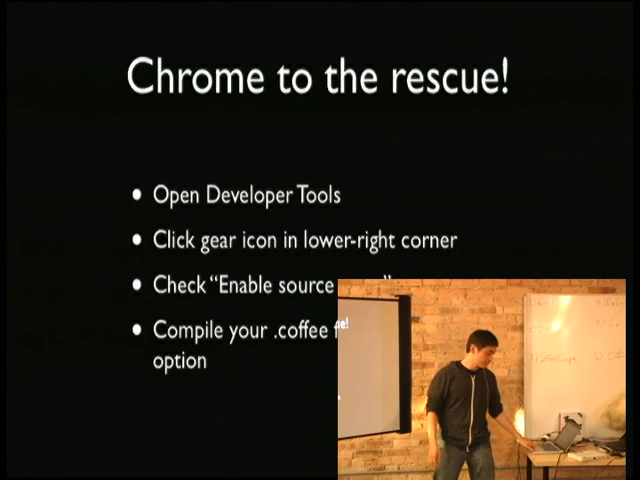 Chrome to the rescue!
• Open Developer Tools
• Click gear icon in lower-right corner
• Check “Enable source
• Compile your .coffee
option